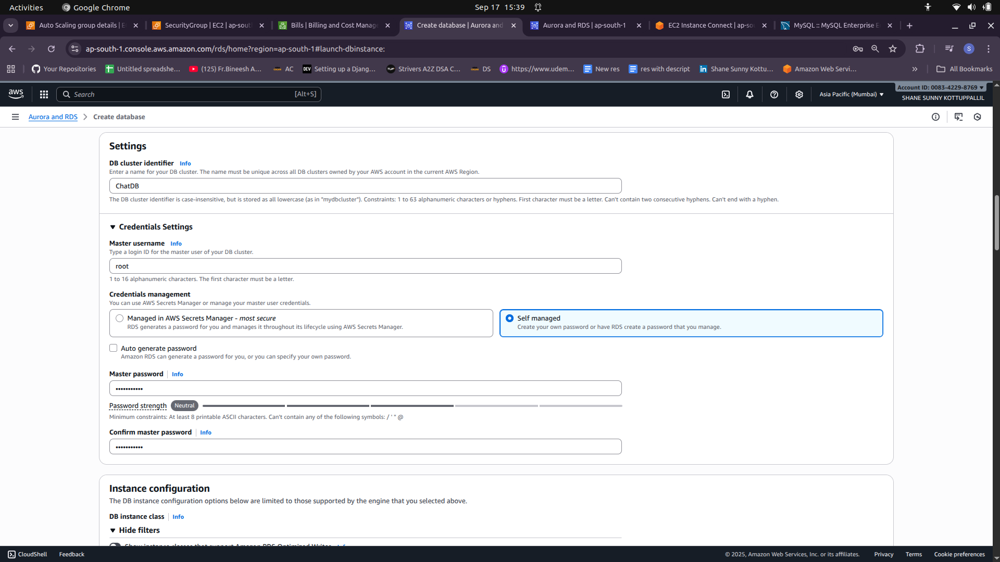 Activities
Google Chrome
Sep 17 15:39
Auto Scaling group details | E
SecurityGroup | EC2 | ap-sout
Bills | Billing and Cost Manage
Create database | Aurora and
Aurora and RDS | ap-south-1
EC2 Instance Connect | ap-so
MySQL :: MySQL Enterprise E
ap-south-1.console.aws.amazon.com/rds/home?region=ap-south-1#launch-dbinstance:
S
Your Repositories
Untitled spreadshe...
(125) Fr.Bineesh A...
AC
DEV
Setting up a Djang...
TUF
Strivers A2Z DSA C...
DS
https://www.udem...
New res
res with descript
Shane Sunny Kottu...
Amazon Web Servi...
All Bookmarks
aws
Search
[Alt+S]
Asia Pacific (Mumbai)
Account ID: 0083-4229-8769
SHANE SUNNY KOTTUPPALLIL
Aurora and RDS
Create database
Settings
DB cluster identifier Info
Enter a name for your DB cluster. The name must be unique across all DB clusters owned by your AWS account in the current AWS Region.
ChatDB
The DB cluster identifier is case-insensitive, but is stored as all lowercase (as in "mydbcluster"). Constraints: 1 to 63 alphanumeric characters or hyphens. First character must be a letter. Can't contain two consecutive hyphens. Can't end with a hyphen.
Credentials Settings
Master username Info
Type a login ID for the master user of your DB cluster.
root
1 to 16 alphanumeric characters. The first character must be a letter.
Credentials management
You can use AWS Secrets Manager or manage your master user credentials.
Managed in AWS Secrets Manager - most secure
RDS generates a password for you and manages it throughout its lifecycle using AWS Secrets Manager.
Self managed
Create your own password or have RDS create a password that you manage.
Auto generate password
Amazon RDS can generate a password for you, or you can specify your own password.
Master password Info
•••••••••••
Password strength Neutral
Minimum constraints: At least 8 printable ASCII characters. Can't contain any of the following symbols: / ' " @
Confirm master password Info
•••••••••••
Instance configuration
The DB instance configuration options below are limited to those supported by the engine that you selected above.
DB instance class Info
Hide filters
Show instance classes that support Amazon RDS Optimized Writes Info
CloudShell
Feedback
© 2025, Amazon Web Services, Inc. or its affiliates.
Privacy
Terms
Cookie preferences